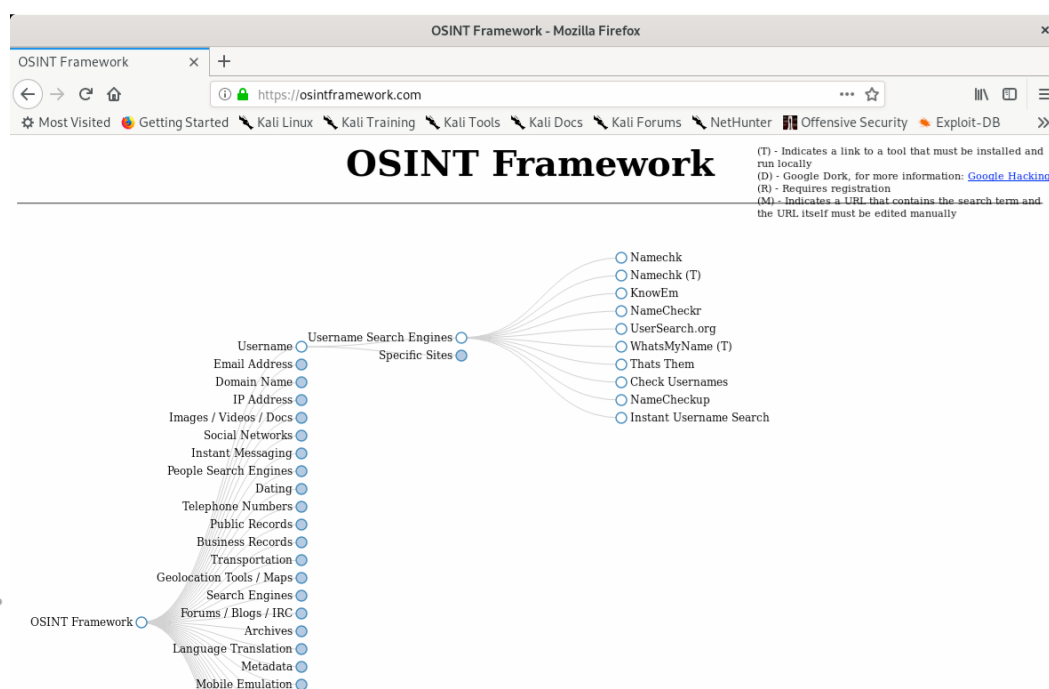 OSINT Framework - Mozilla Firefox
OSINT Framework
https://osintframework.com
Most Visited Getting Started Kali Linux Kali Training Kali Tools Kali Docs Kali Forums NetHunter Offensive Security Exploit-DB
OSINT Framework
(T) - Indicates a link to a tool that must be installed and
run locally
(D) - Google Dork, for more information: Google Hacking
(R) - Requires registration
(M) - Indicates a URL that contains the search term and
the URL itself must be edited manually
Namechk
Namechk (T)
KnowEm
NameCheckr
UserSearch.org
WhatsMyName (T)
Thats Them
Check Usernames
NameCheckup
Instant Username Search
Username Search Engines
Specific Sites
Username
Email Address
Domain Name
IP Address
Images / Videos / Docs
Social Networks
Instant Messaging
People Search Engines
Dating
Telephone Numbers
Public Records
Business Records
Transportation
Geolocation Tools / Maps
Search Engines
Forums / Blogs / IRC
Archives
Language Translation
Metadata
Mobile Emulation
OSINT Framework